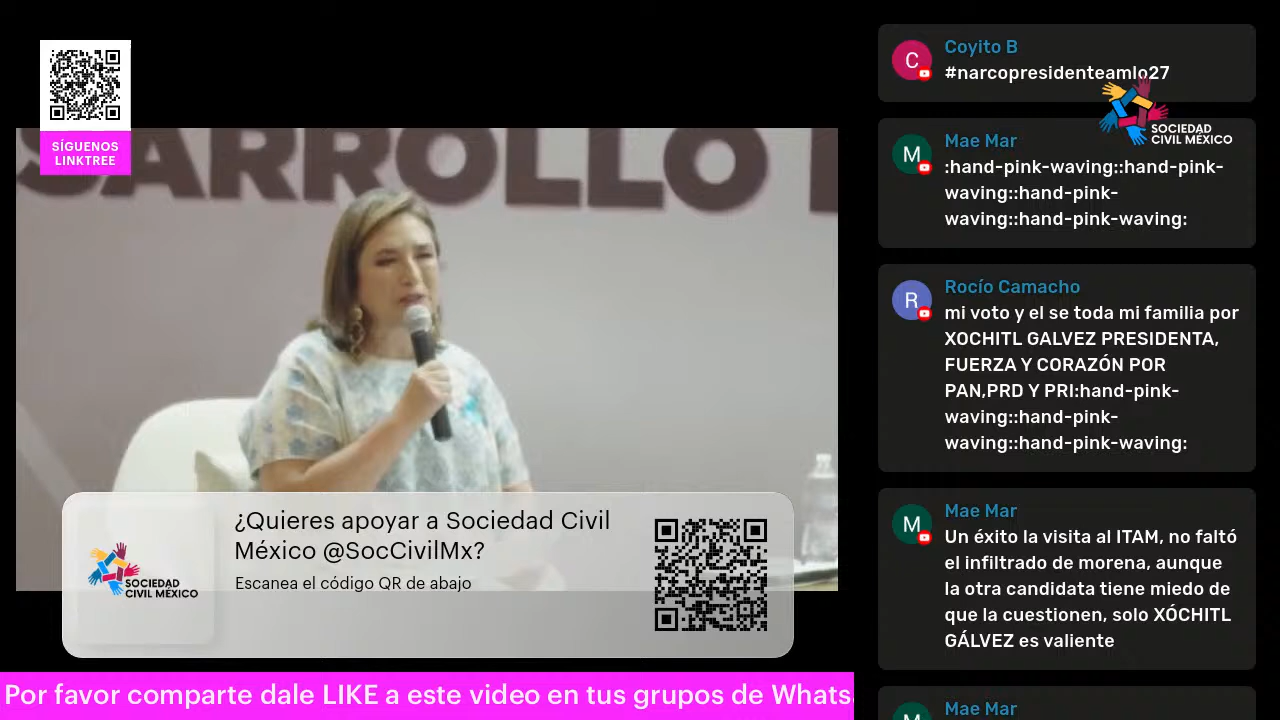 SÍGUENOS
LINKTREE
SARROLLO
¿Quieres apoyar a Sociedad Civil
México @SocCivilMx?
Escanea el código QR de abajo
SOCIEDAD
CIVIL MÉXICO
Por favor comparte dale LIKE a este video en tus grupos de Whats
C
Coyito B
#narcopresidenteamlo27
SOCIEDAD
CIVIL MÉXICO
M
Mae Mar
:hand-pink-waving::hand-pink-
waving::hand-pink-
waving::hand-pink-waving:
R
Rocío Camacho
mi voto y el se toda mi familia por
XOCHITL GALVEZ PRESIDENTA,
FUERZA Y CORAZÓN POR
PAN,PRD Y PRI:hand-pink-
waving::hand-pink-
waving::hand-pink-waving:
M
Mae Mar
Un éxito la visita al ITAM, no faltó
el infiltrado de morena, aunque
la otra candidata tiene miedo de
que la cuestionen, solo XÓCHITL
GÁLVEZ es valiente
M
Mae Mar